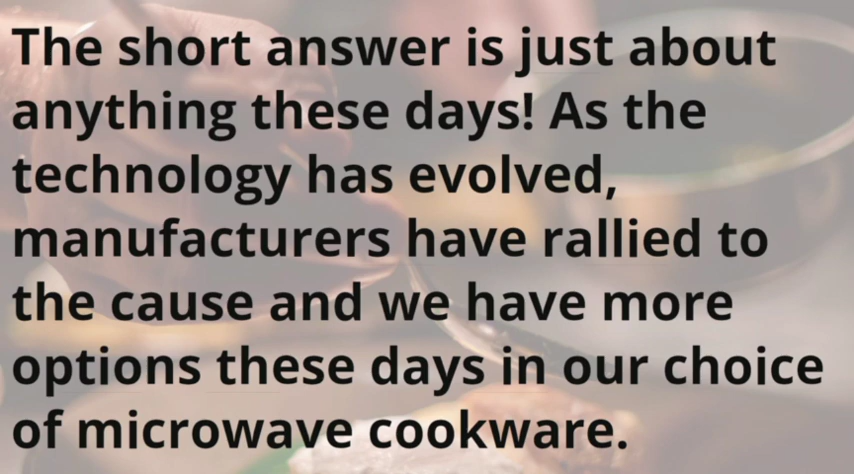 The short answer is just about
anything these days! As the
technology has evolved,
manufacturers have rallied to
the cause and we have more
options these days in our choice
of microwave cookware.